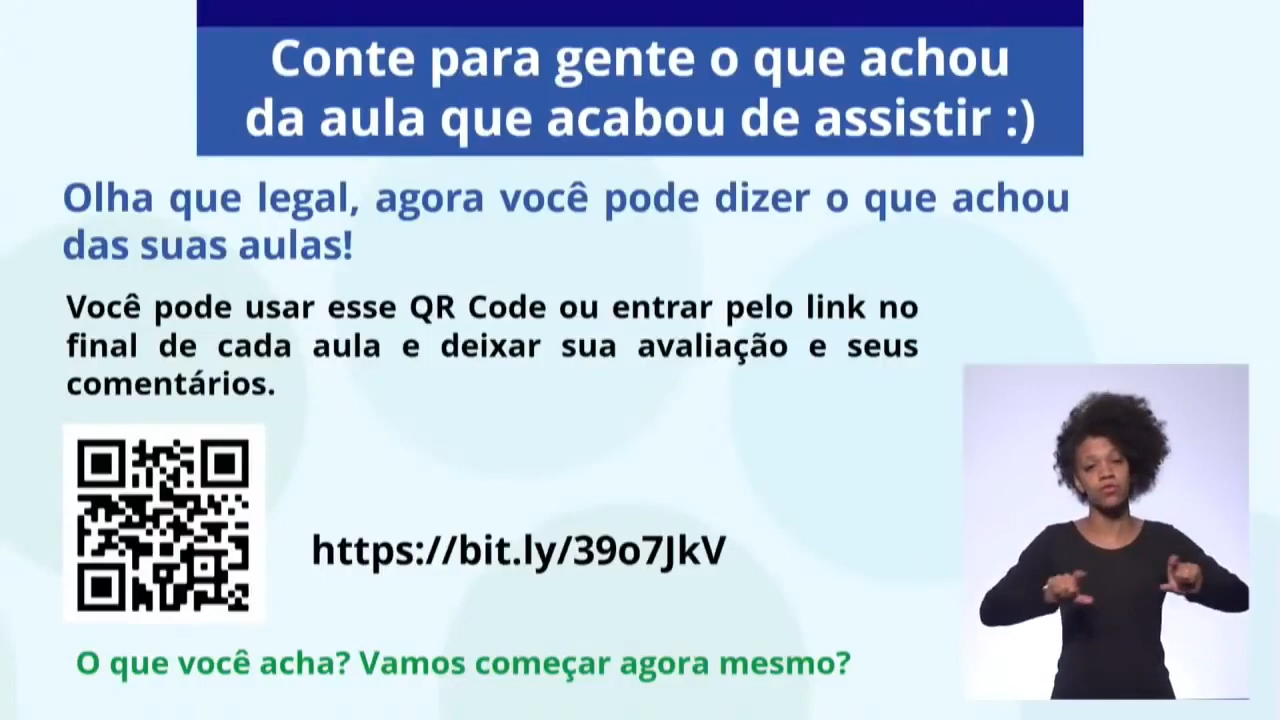 Conte para gente o que achou
da aula que acabou de assistir :)
Olha que legal, agora você pode dizer o que achou
das suas aulas!
Você pode usar esse QR Code ou entrar pelo link no
final de cada aula e deixar sua avaliação e seus
comentários.
https://bit.ly/39o7JkV
O que você acha? Vamos começar agora mesmo?